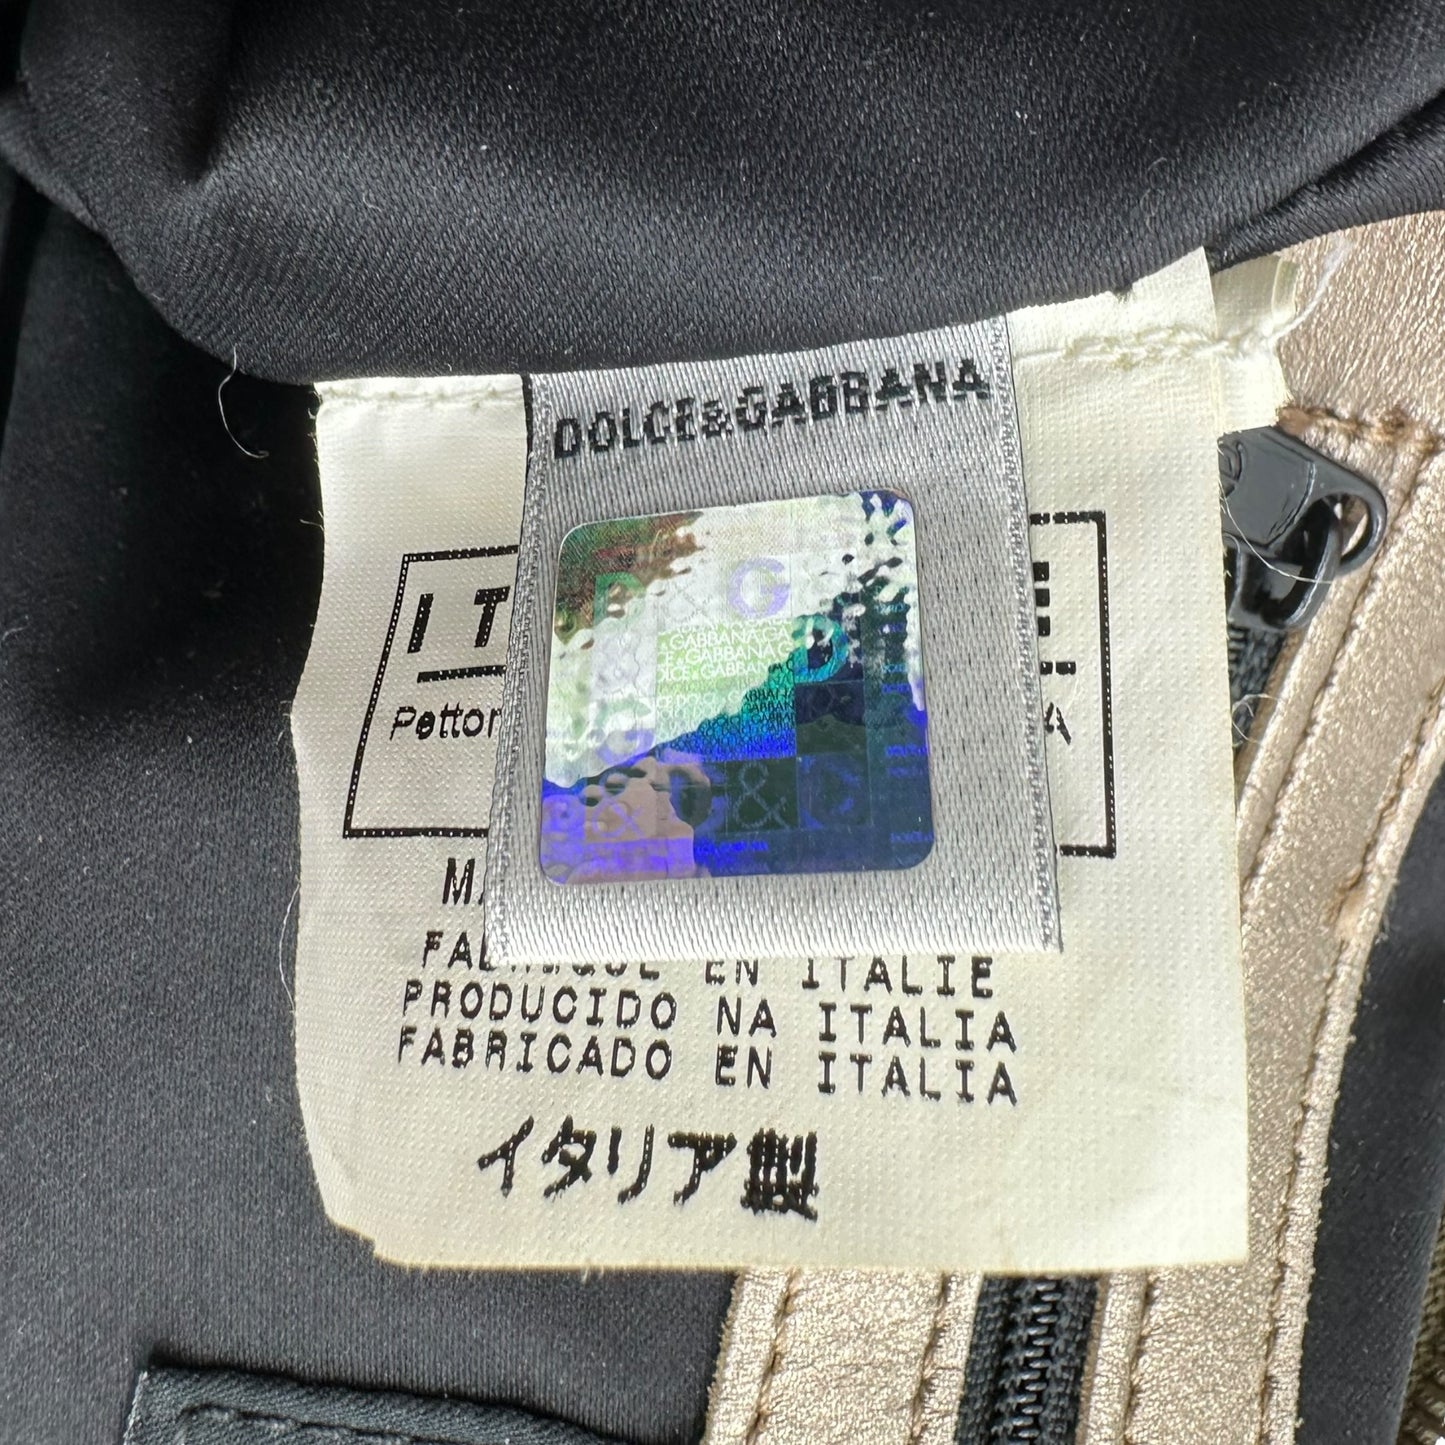 DOLCE&GABBANA
IT
E
Pettor
A
D & G
& GABBANA D
G
D & G & D
MA
FABRIQUE EN ITALIE
PRODUCIDO NA ITALIA
FABRICADO EN ITALIA
イタリア製